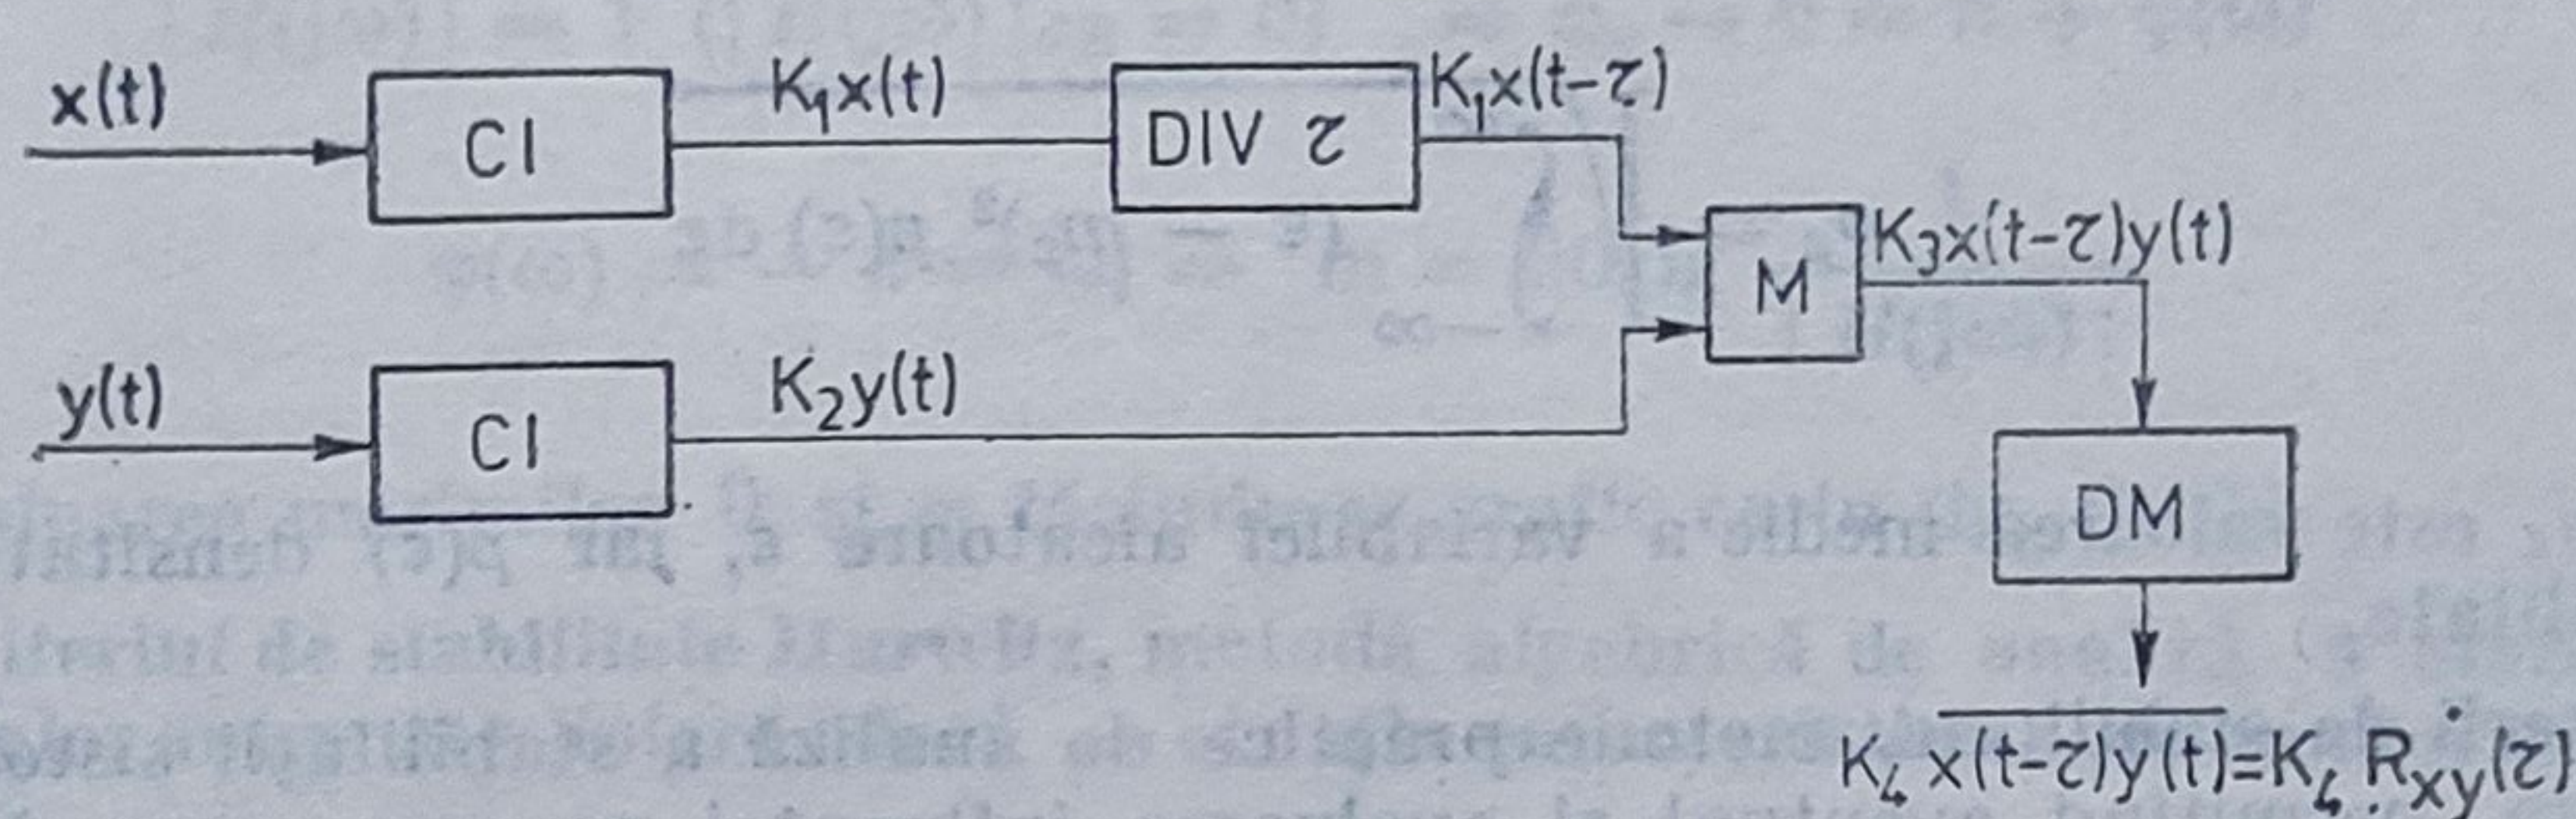 x(t)
CI
K₁x(t)
DIV τ
K₁x(t-τ)
M
K₃x(t-τ)y(t)
y(t)
CI
K₂y(t)
DM
K₄ x(t-τ)y(t)=K₄ Rxy(τ)